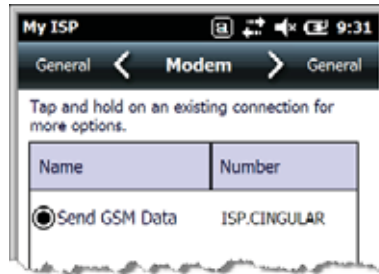 My ISP a 9:31
General < Modem > General
Tap and hold on an existing connection for
more options.
Name Number
Send GSM Data ISP.CINGULAR